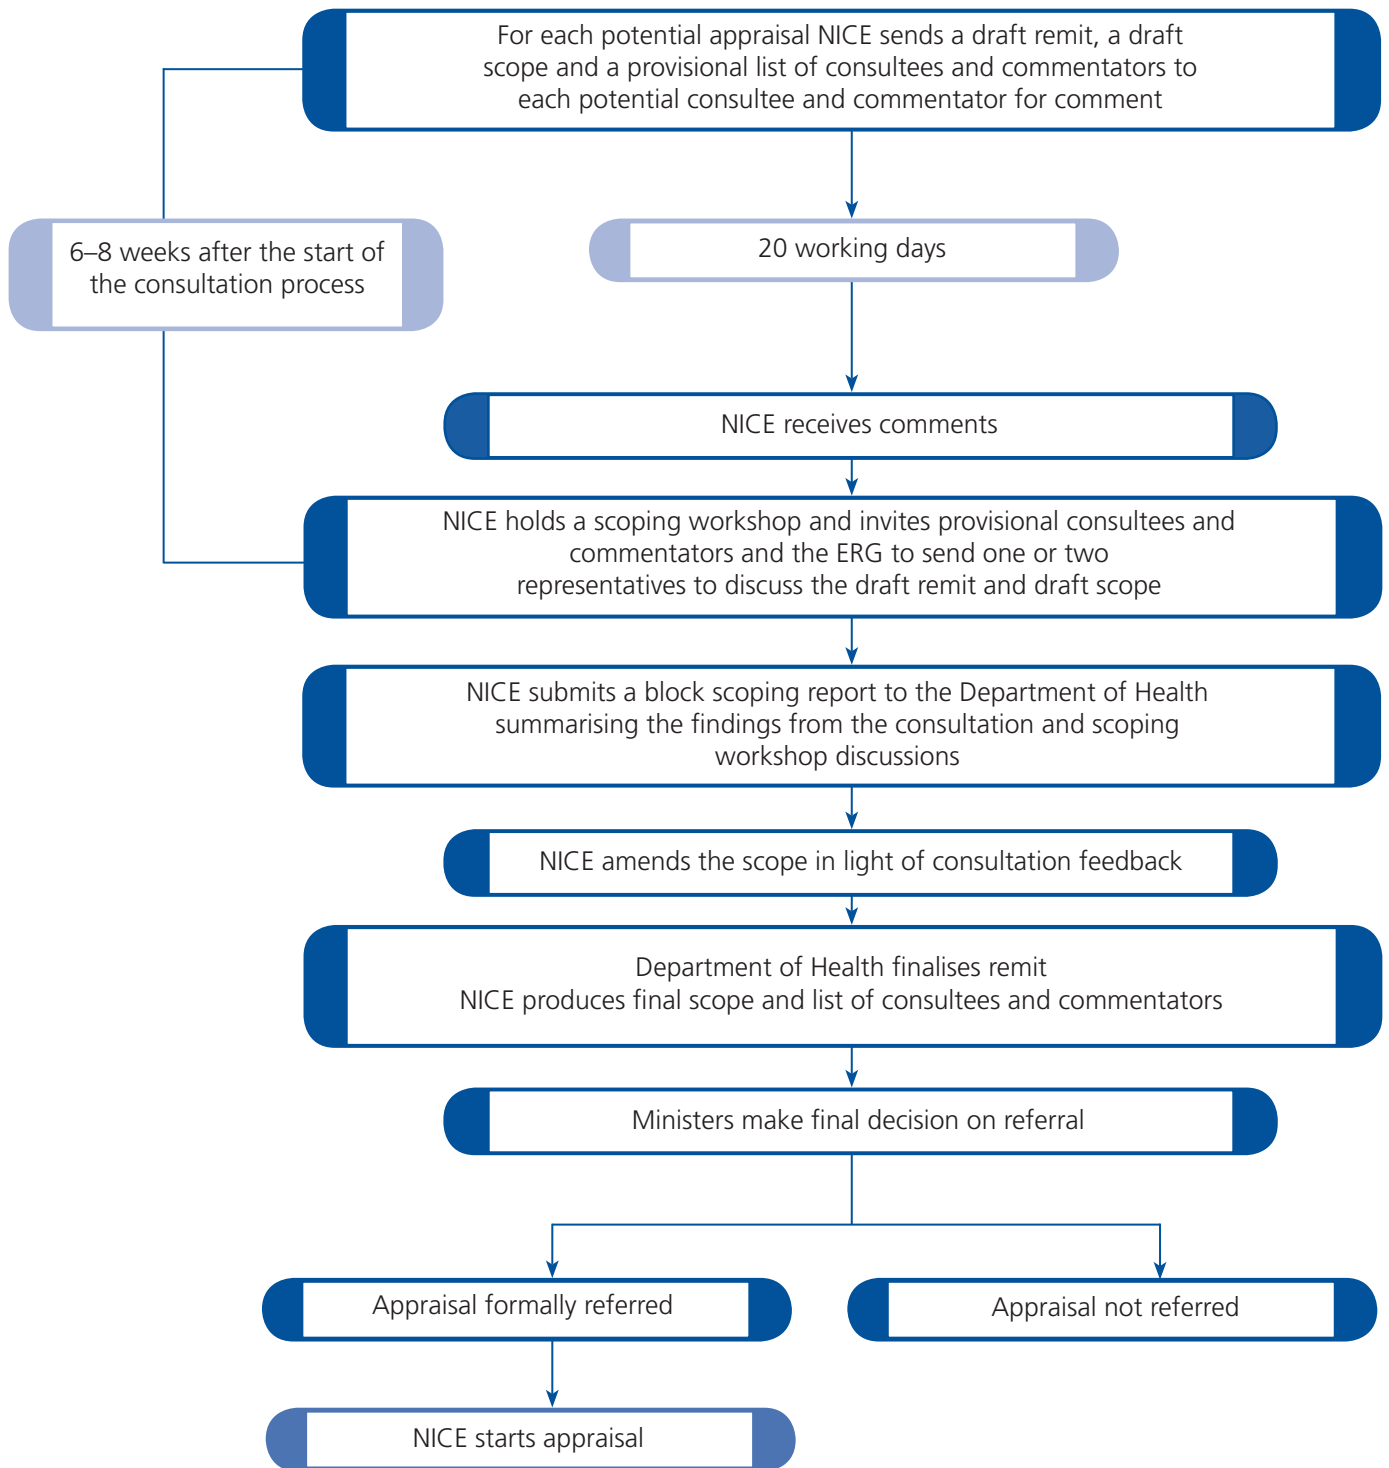 For each potential appraisal NICE sends a draft remit, a draft
scope and a provisional list of consultees and commentators to
each potential consultee and commentator for comment
6–8 weeks after the start of
the consultation process
20 working days
NICE receives comments
NICE holds a scoping workshop and invites provisional consultees and
commentators and the ERG to send one or two
representatives to discuss the draft remit and draft scope
NICE submits a block scoping report to the Department of Health
summarising the findings from the consultation and scoping
workshop discussions
NICE amends the scope in light of consultation feedback
Department of Health finalises remit
NICE produces final scope and list of consultees and commentators
Ministers make final decision on referral
Appraisal formally referred
Appraisal not referred
NICE starts appraisal